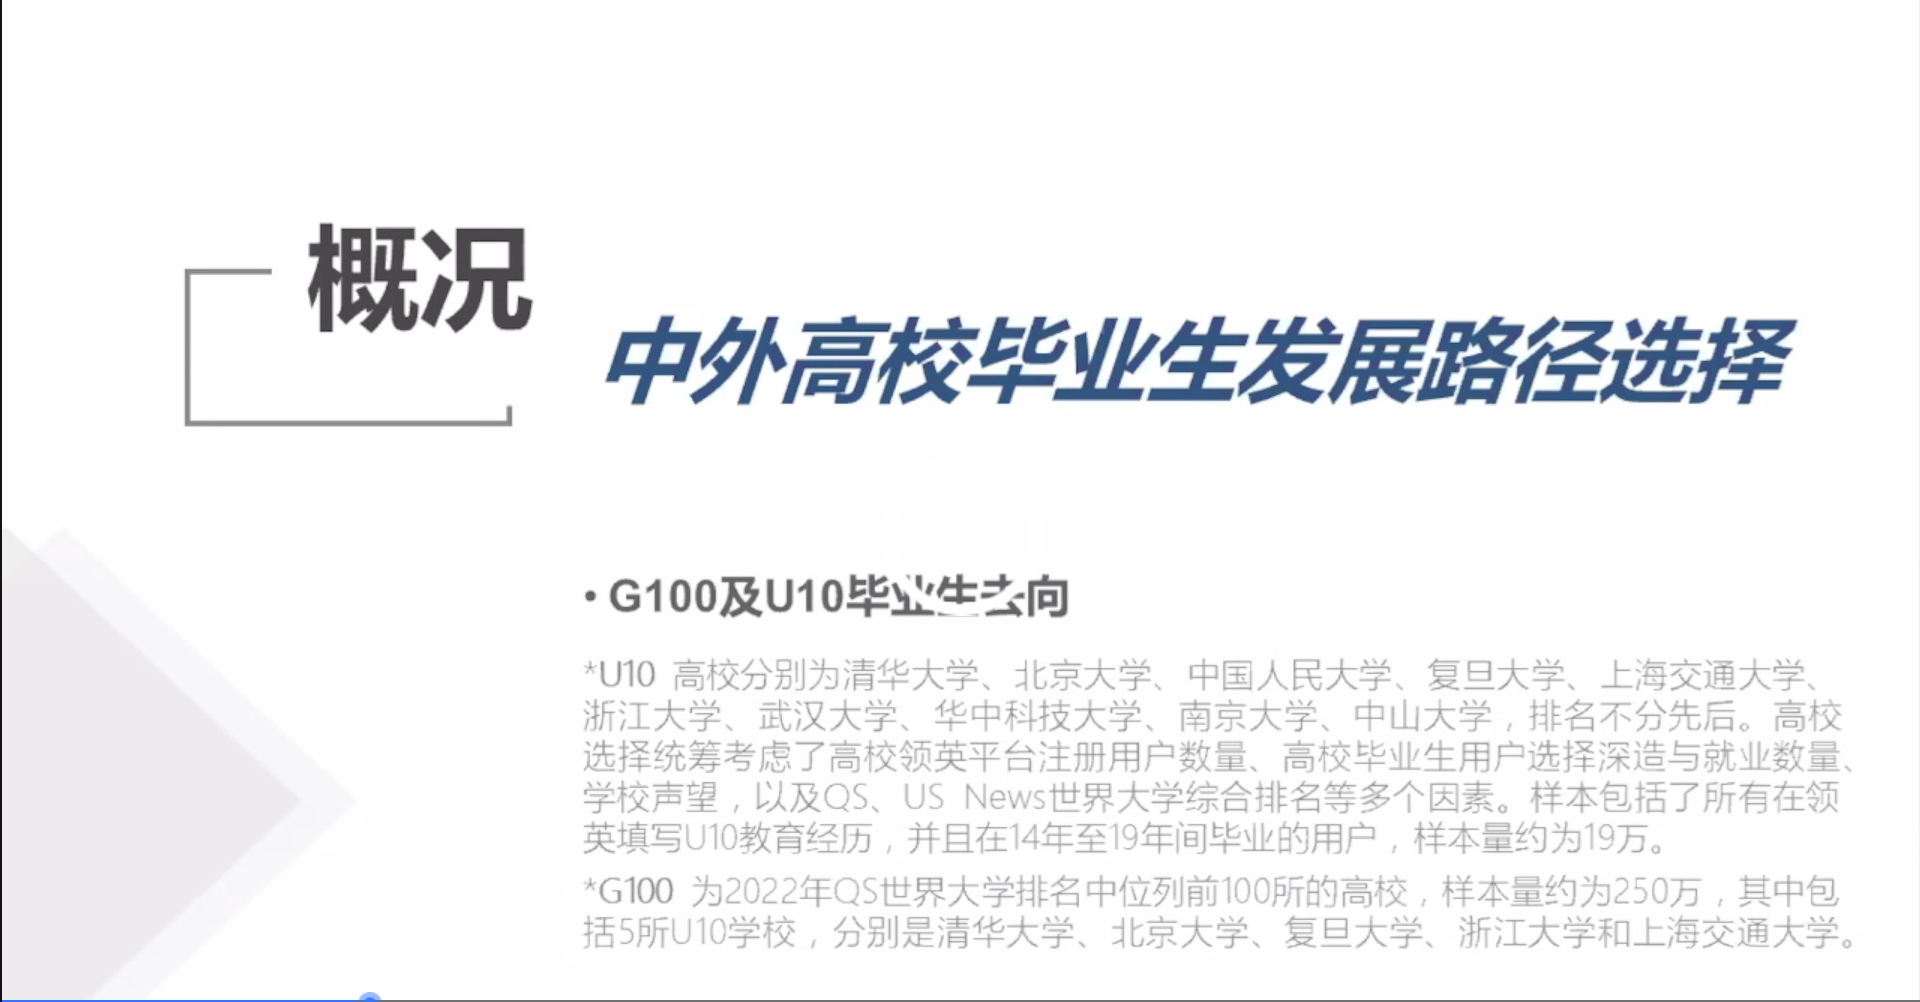 概况
中外高校毕业生发展路径选择
• G100及U10毕业生去向
*U10 高校分别为清华大学、北京大学、中国人民大学、复旦大学、上海交通大学、
浙江大学、武汉大学、华中科技大学、南京大学、中山大学，排名不分先后。高校
选择统筹考虑了高校领英平台注册用户数量、高校毕业生用户选择深造与就业数量、
学校声望，以及QS、US News世界大学综合排名等多个因素。样本包括了所有在领
英填写U10教育经历，并且在14年至19年间毕业的用户，样本量约为19万。
*G100 为2022年QS世界大学排名中位列前100所的高校，样本量约为250万，其中包
括5所U10学校，分别是清华大学、北京大学、复旦大学、浙江大学和上海交通大学。